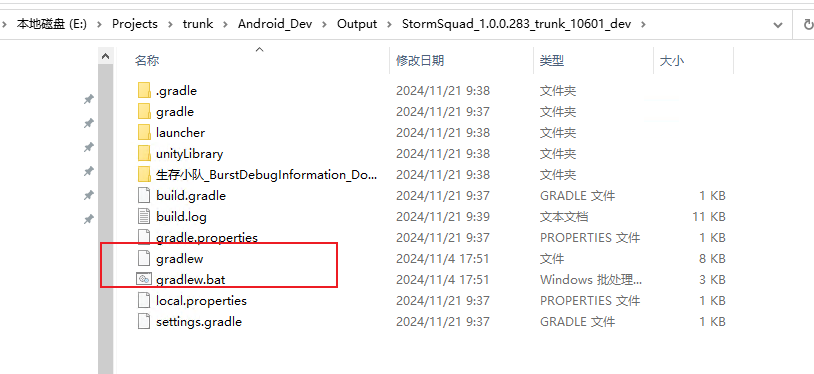 本地磁盘 (E:) > Projects > trunk > Android_Dev > Output > StormSquad_1.0.0.283_trunk_10601_dev >
名称 修改日期 类型 大小
.gradle 2024/11/21 9:38 文件夹
gradle 2024/11/21 9:37 文件夹
launcher 2024/11/21 9:38 文件夹
unityLibrary 2024/11/21 9:38 文件夹
生存小队_BurstDebugInformation_Do... 2024/11/21 9:38 文件夹
build.gradle 2024/11/21 9:37 GRADLE 文件 1 KB
build.log 2024/11/21 9:39 文本文档 11 KB
gradle.properties 2024/11/21 9:37 PROPERTIES 文件 1 KB
gradlew 2024/11/4 17:51 文件 8 KB
gradlew.bat 2024/11/4 17:51 Windows 批处理... 3 KB
local.properties 2024/11/21 9:37 PROPERTIES 文件 1 KB
settings.gradle 2024/11/21 9:37 GRADLE 文件 1 KB